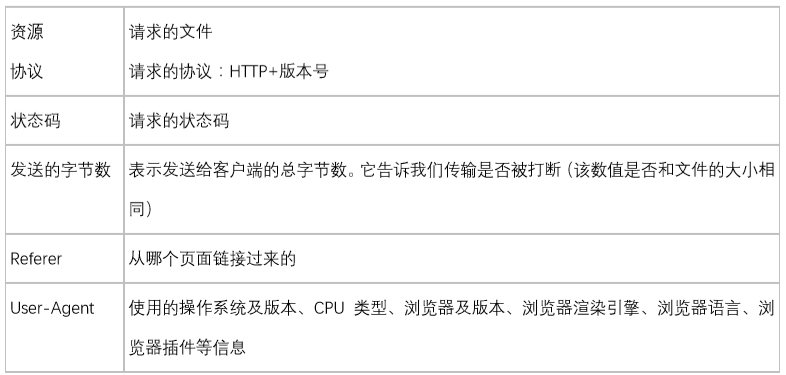 资源 请求的文件
协议 请求的协议：HTTP+版本号
状态码 请求的状态码
发送的字节数 表示发送给客户端的总字节数。它告诉我们传输是否被打断（该数值是否和文件的大小相
同）
Referer 从哪个页面链接过来的
User-Agent 使用的操作系统及版本、CPU 类型、浏览器及版本、浏览器渲染引擎、浏览器语言、浏
览器插件等信息